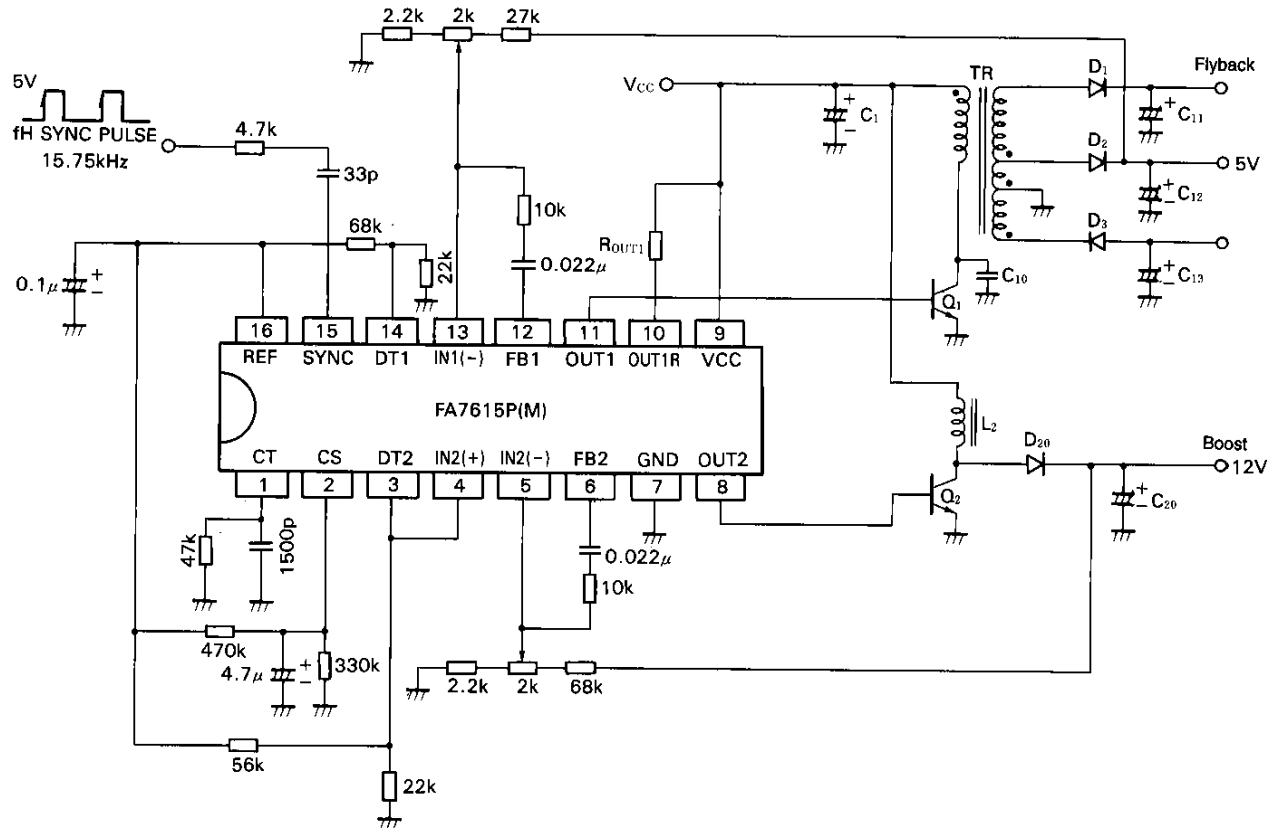 2.2k 2k 27k
5V
fH SYNC PULSE
15.75kHz
4.7k
33p
68k
22k
10k
0.022μ
0.1μ
+
−
VCC
+
−
C1
ROUT1
TR
D1
Flyback
+
C11
D2
5V
+
−
C12
D3
+
−
C13
C10
Q1
16 15 14 13 12 11 10 9
REF SYNC DT1 IN1(−) FB1 OUT1 OUT1R VCC
FA7615P(M)
CT CS DT2 IN2(+) IN2(−) FB2 GND OUT2
1 2 3 4 5 6 7 8
L2
D20
Boost
12V
Q2
+
−
C20
47k
1500p
0.022μ
10k
470k
4.7μ
+
−
330k
2.2k 2k 68k
56k
22k